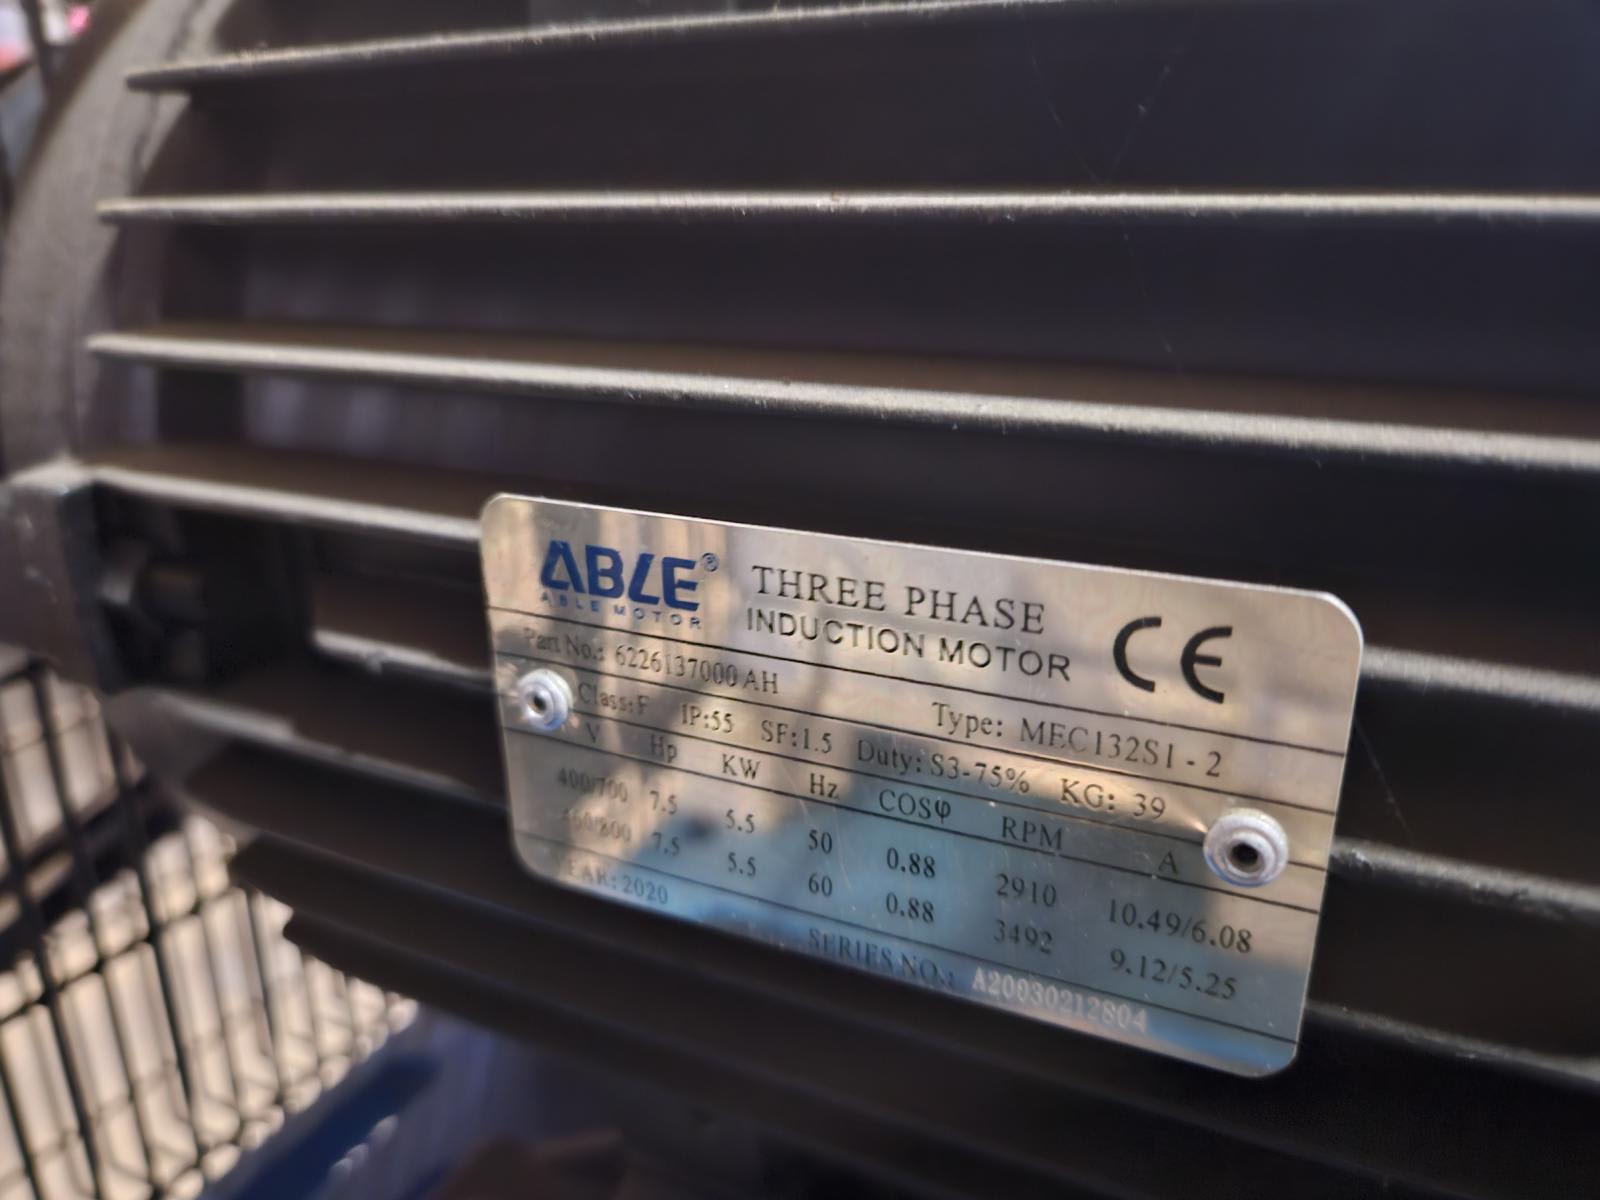 ABLE®
ABLE MOTOR
THREE PHASE
INDUCTION MOTOR
CE
Part No.: 6226137000AH
Type: MEC132S1 - 2
Class:F IP:55 SF:1.5 Duty:S3-75% KG: 39
V Hp KW Hz COSφ RPM A
400/700 7.5 5.5 50 0.88 2910 10.49/6.08
460/800 7.5 5.5 60 0.88 3492 9.12/5.25
YEAR:2020 SERIES NO.: A20030212804